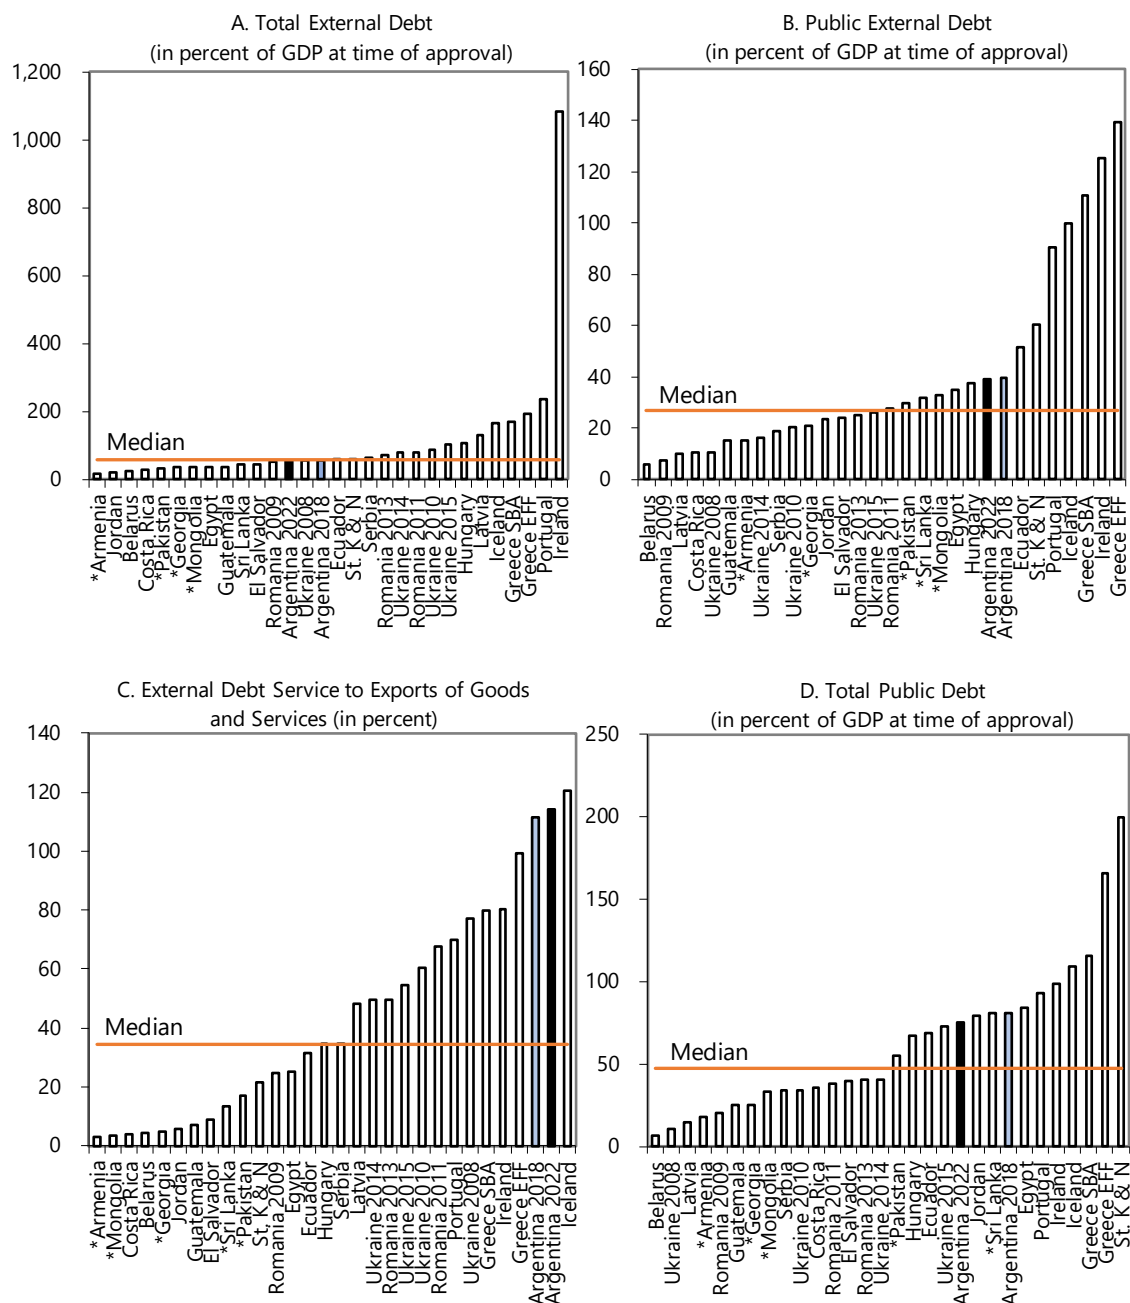 A. Total External Debt
(in percent of GDP at time of approval)
1,200
1,000
800
600
400
200
0
Median
*Armenia
Jordan
Belarus
Costa Rica
*Pakistan
*Georgia
*Mongolia
Egypt
Guatemala
Sri Lanka
El Salvador
Romania 2009
Argentina 2022
Ukraine 2008
Argentina 2018
Ecuador
St. K & N
Serbia
Romania 2013
Ukraine 2014
Romania 2011
Ukraine 2010
Ukraine 2015
Hungary
Latvia
Iceland
Greece SBA
Greece EFF
Portugal
Ireland
B. Public External Debt
(in percent of GDP at time of approval)
160
140
120
100
80
60
40
20
0
Median
Belarus
Romania 2009
Latvia
Costa Rica
Ukraine 2008
Guatemala
*Armenia
Ukraine 2014
Serbia
Ukraine 2010
*Georgia
Jordan
El Salvador
Romania 2013
Ukraine 2015
Romania 2011
*Pakistan
*Sri Lanka
*Mongolia
Egypt
Hungary
Argentina 2022
Argentina 2018
Ecuador
St. K & N
Portugal
Iceland
Greece SBA
Ireland
Greece EFF
C. External Debt Service to Exports of Goods
and Services (in percent)
140
120
100
80
60
40
20
0
Median
*Armenia
*Mongolia
Costa Rica
Belarus
*Georgia
Jordan
Guatemala
El Salvador
*Sri Lanka
*Pakistan
St, K & N
Romania 2009
Egypt
Ecuador
Hungary
Serbia
Latvia
Ukraine 2014
Romania 2013
Ukraine 2015
Ukraine 2010
Romania 2011
Portugal
Ukraine 2008
Greece SBA
Ireland
Greece EFF
Argentina 2018
Argentina 2022
Iceland
D. Total Public Debt
(in percent of GDP at time of approval)
250
200
150
100
50
0
Median
Belarus
Ukraine 2008
Latvia
*Armenia
Romania 2009
Guatemala
*Georgia
*Mongolia
Serbia
Ukraine 2010
Costa Rica
Romania 2011
El Salvador
Romania 2013
Ukraine 2014
*Pakistan
Hungary
Ecuador
Ukraine 2015
Argentina 2022
Jordan
*Sri Lanka
Argentina 2018
Egypt
Portugal
Ireland
Iceland
Greece SBA
Greece EFF
St. K & N